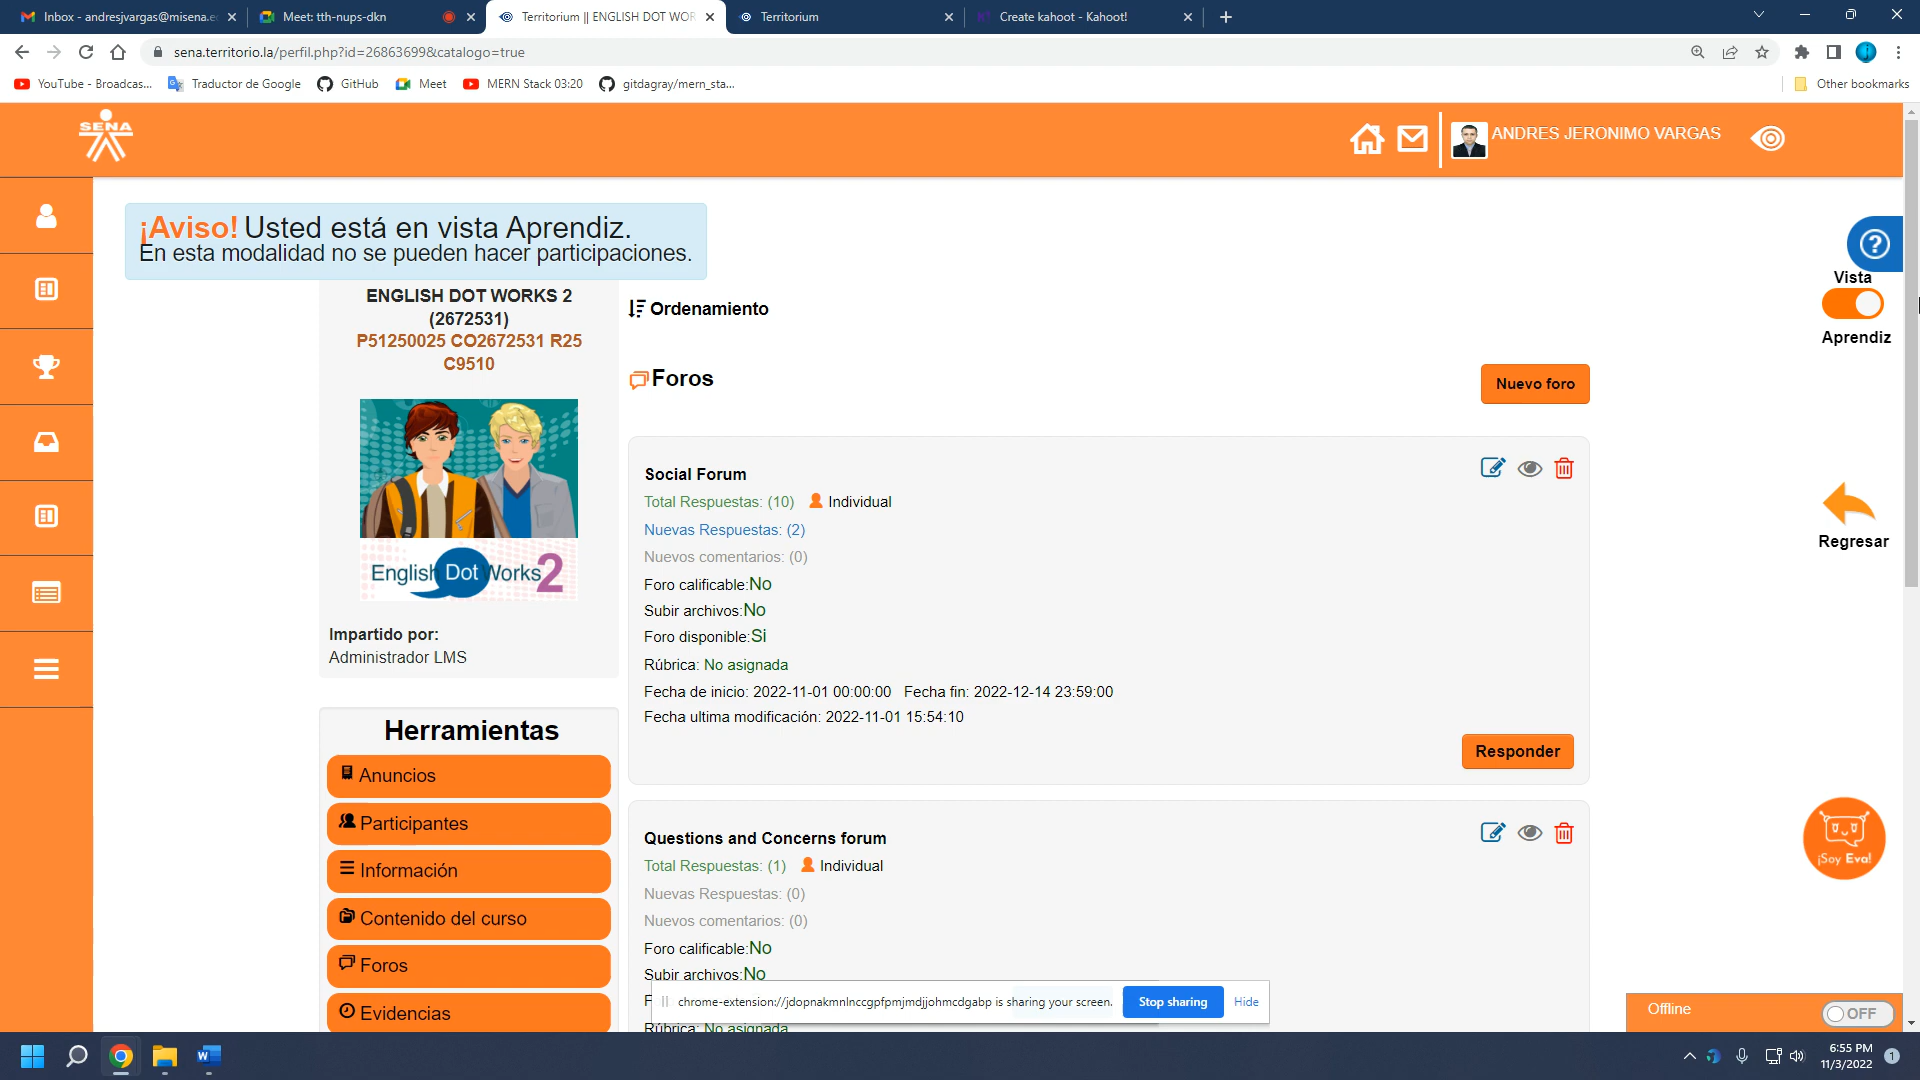 Inbox - andresjvargas@misena.ec
Meet: tth-nups-dkn
Territorium || ENGLISH DOT WOR
Territorium
Create kahoot - Kahoot!
sena.territorio.la/perfil.php?id=26863699&catalogo=true
YouTube - Broadcas...
Traductor de Google
GitHub
Meet
MERN Stack 03:20
gitdagray/mern_sta...
Other bookmarks
SENA
ANDRES JERONIMO VARGAS
¡Aviso! Usted está en vista Aprendiz.
En esta modalidad no se pueden hacer participaciones.
Vista
Aprendiz
Regresar
ENGLISH DOT WORKS 2
(2672531)
P51250025 CO2672531 R25
C9510
English Dot Works 2
Impartido por:
Administrador LMS
Herramientas
Anuncios
Participantes
Información
Contenido del curso
Foros
Evidencias
Ordenamiento
Foros
Nuevo foro
Social Forum
Total Respuestas: (10) Individual
Nuevas Respuestas: (2)
Nuevos comentarios: (0)
Foro calificable:No
Subir archivos:No
Foro disponible:Si
Rúbrica: No asignada
Fecha de inicio: 2022-11-01 00:00:00 Fecha fin: 2022-12-14 23:59:00
Fecha ultima modificación: 2022-11-01 15:54:10
Responder
Questions and Concerns forum
Total Respuestas: (1) Individual
Nuevas Respuestas: (0)
Nuevos comentarios: (0)
Foro calificable:No
Subir archivos:No
Rúbrica: No asignada
chrome-extension://jdopnakmnlnccgpfpmjmdjjohmcdgabp is sharing your screen.
Stop sharing
Hide
¡Soy Eva!
Offline
OFF
6:55 PM
11/3/2022
1